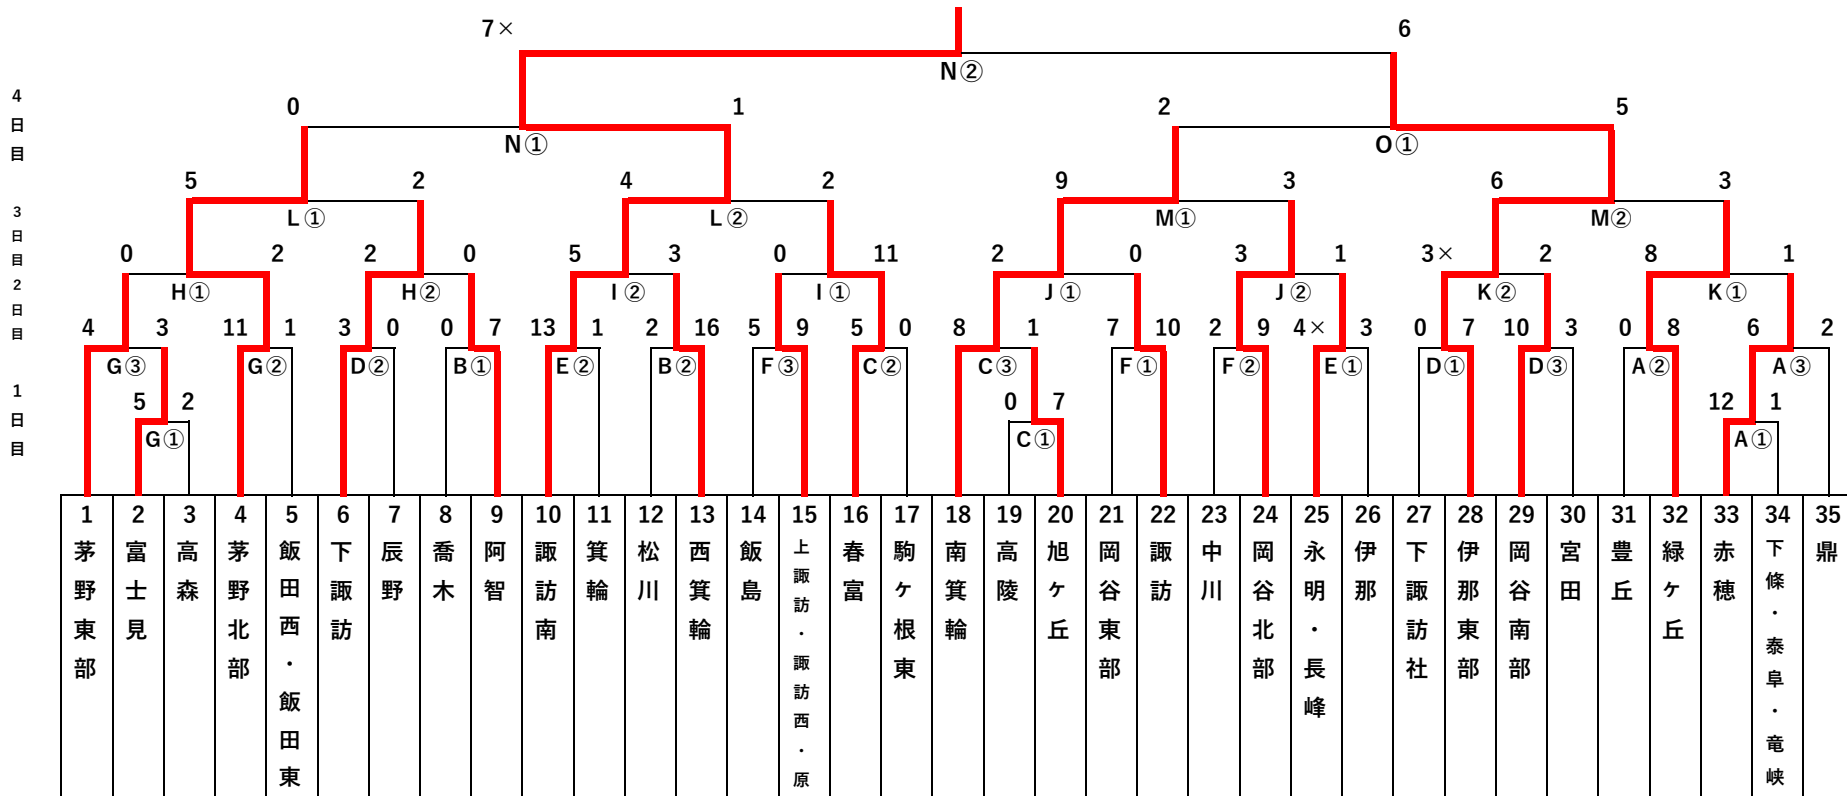 7× 6
N②
4日目
0 1 2 5
N① O①
5 2 4 2 9 3 6 3
3日目
L① L② M① M②
0 2 2 0 5 3 0 11 2 0 3 1 3× 2 8 1
2日目
H① H② I② I① J① J② K② K①
4 3 11 1 3 0 0 7 13 1 2 16 5 9 5 0 8 1 7 10 2 9 4× 3 0 7 10 3 0 8 6 2
G③ G② D② B① E② B② F③ C② C③ F① F② E① D① D③ A② A③
1日目
5 2 0 7 12 1
G① C① A①
1 2 3 4 5 6 7 8 9 10 11 12 13 14 15 16 17 18 19 20 21 22 23 24 25 26 27 28 29 30 31 32 33 34 35
茅野東部
富士見
高森
茅野北部
飯田西・飯田東
下諏訪
辰野
喬木
阿智
諏訪南
箕輪
松川
西箕輪
飯島
上諏訪・諏訪西・原
春富
駒ヶ根東
南箕輪
高陵
旭ケ丘
岡谷東部
諏訪
中川
岡谷北部
永明・長峰
伊那
下諏訪社
伊那東部
岡谷南部
宮田
豊丘
緑ケ丘
赤穂
下條・泰阜・竜峡
鼎